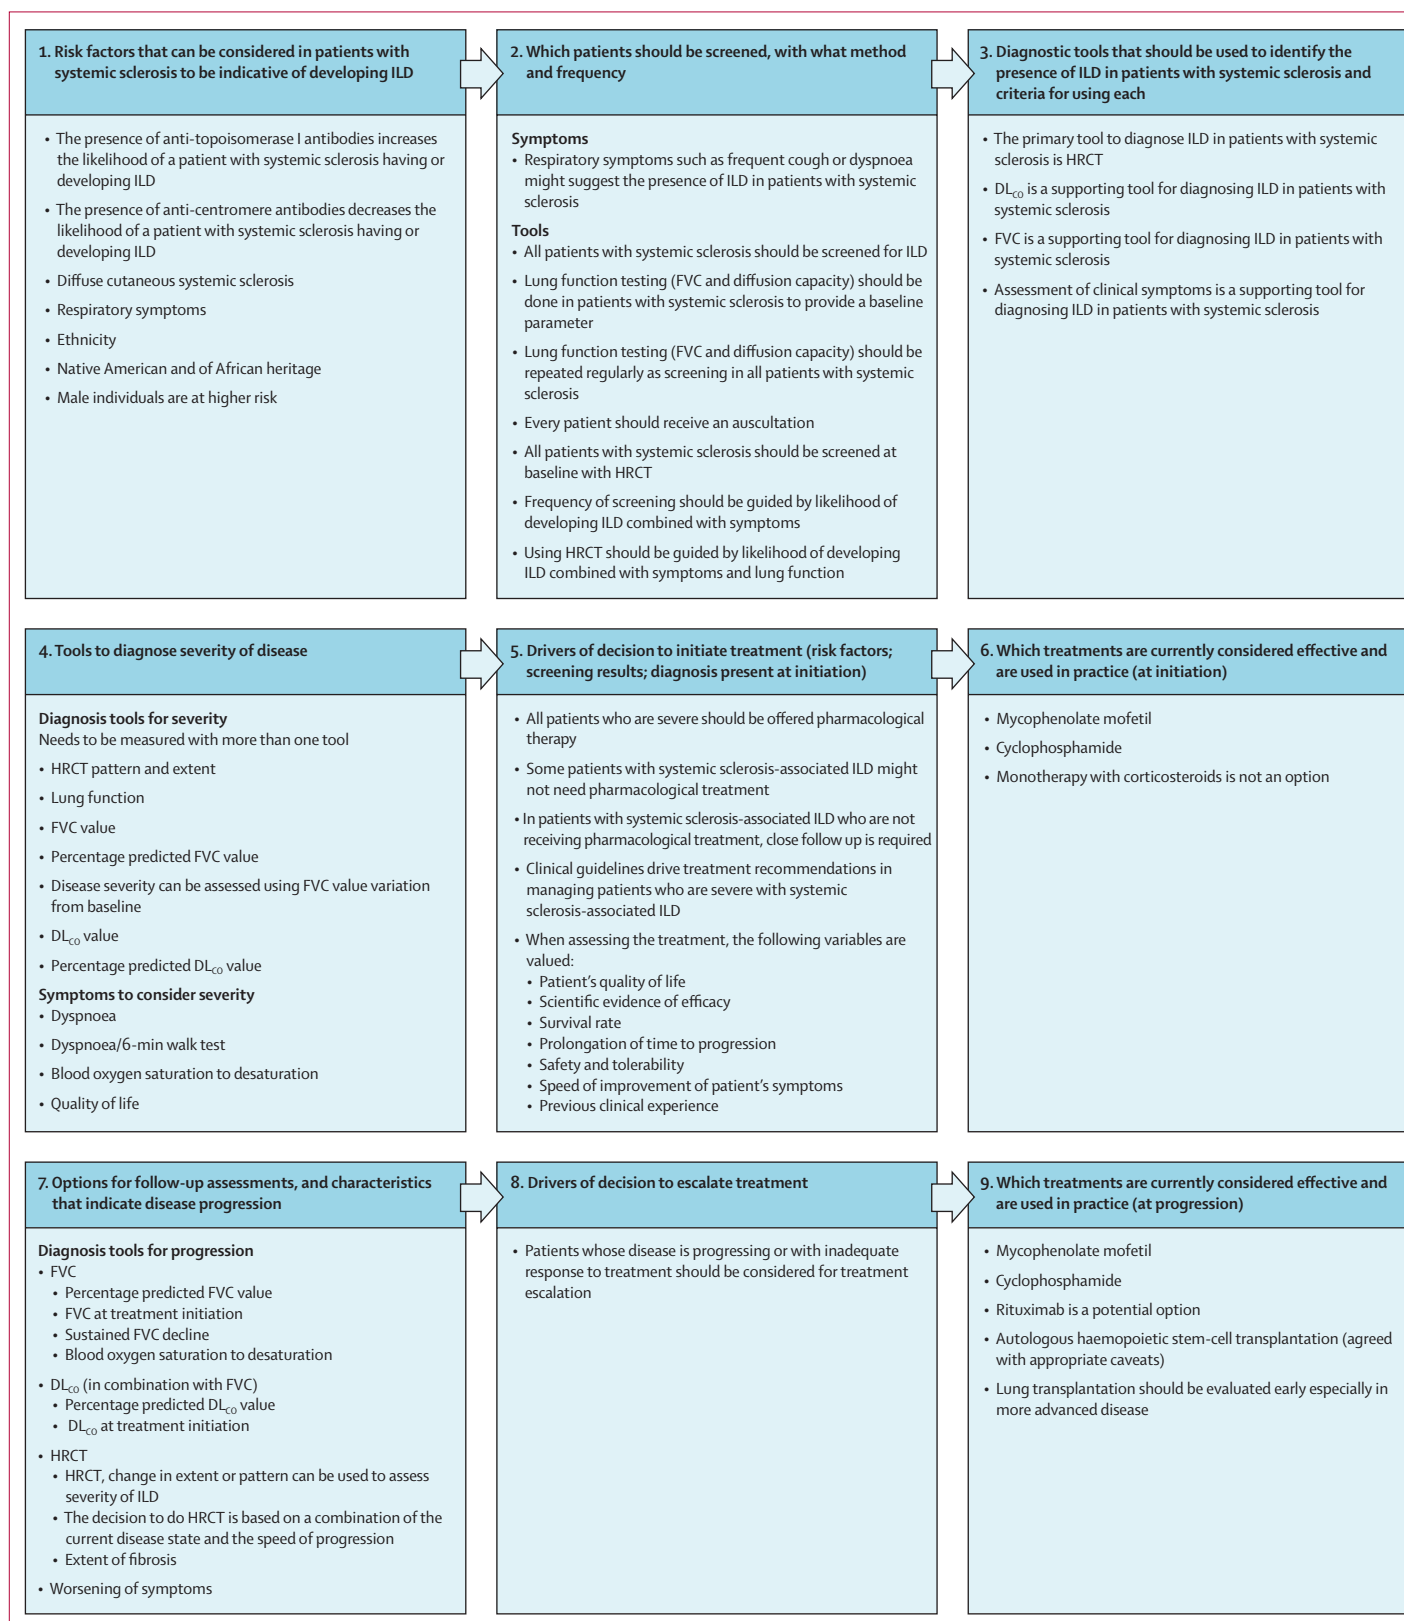 1. Risk factors that can be considered in patients with
systemic sclerosis to be indicative of developing ILD
• The presence of anti-topoisomerase I antibodies increases
the likelihood of a patient with systemic sclerosis having or
developing ILD
• The presence of anti-centromere antibodies decreases the
likelihood of a patient with systemic sclerosis having or
developing ILD
• Diffuse cutaneous systemic sclerosis
• Respiratory symptoms
• Ethnicity
• Native American and of African heritage
• Male individuals are at higher risk
2. Which patients should be screened, with what method
and frequency
Symptoms
• Respiratory symptoms such as frequent cough or dyspnoea
might suggest the presence of ILD in patients with systemic
sclerosis
Tools
• All patients with systemic sclerosis should be screened for ILD
• Lung function testing (FVC and diffusion capacity) should be
done in patients with systemic sclerosis to provide a baseline
parameter
• Lung function testing (FVC and diffusion capacity) should be
repeated regularly as screening in all patients with systemic
sclerosis
• Every patient should receive an auscultation
• All patients with systemic sclerosis should be screened at
baseline with HRCT
• Frequency of screening should be guided by likelihood of
developing ILD combined with symptoms
• Using HRCT should be guided by likelihood of developing
ILD combined with symptoms and lung function
3. Diagnostic tools that should be used to identify the
presence of ILD in patients with systemic sclerosis and
criteria for using each
• The primary tool to diagnose ILD in patients with systemic
sclerosis is HRCT
• DLCO is a supporting tool for diagnosing ILD in patients with
systemic sclerosis
• FVC is a supporting tool for diagnosing ILD in patients with
systemic sclerosis
• Assessment of clinical symptoms is a supporting tool for
diagnosing ILD in patients with systemic sclerosis
4. Tools to diagnose severity of disease
Diagnosis tools for severity
Needs to be measured with more than one tool
• HRCT pattern and extent
• Lung function
• FVC value
• Percentage predicted FVC value
• Disease severity can be assessed using FVC value variation
from baseline
• DLCO value
• Percentage predicted DLCO value
Symptoms to consider severity
• Dyspnoea
• Dyspnoea/6-min walk test
• Blood oxygen saturation to desaturation
• Quality of life
5. Drivers of decision to initiate treatment (risk factors;
screening results; diagnosis present at initiation)
• All patients who are severe should be offered pharmacological
therapy
• Some patients with systemic sclerosis-associated ILD might
not need pharmacological treatment
• In patients with systemic sclerosis-associated ILD who are not
receiving pharmacological treatment, close follow up is required
• Clinical guidelines drive treatment recommendations in
managing patients who are severe with systemic
sclerosis-associated ILD
• When assessing the treatment, the following variables are
valued:
• Patient's quality of life
• Scientific evidence of efficacy
• Survival rate
• Prolongation of time to progression
• Safety and tolerability
• Speed of improvement of patient's symptoms
• Previous clinical experience
6. Which treatments are currently considered effective and
are used in practice (at initiation)
• Mycophenolate mofetil
• Cyclophosphamide
• Monotherapy with corticosteroids is not an option
7. Options for follow-up assessments, and characteristics
that indicate disease progression
Diagnosis tools for progression
• FVC
• Percentage predicted FVC value
• FVC at treatment initiation
• Sustained FVC decline
• Blood oxygen saturation to desaturation
• DLCO (in combination with FVC)
• Percentage predicted DLCO value
• DLCO at treatment initiation
• HRCT
• HRCT, change in extent or pattern can be used to assess
severity of ILD
• The decision to do HRCT is based on a combination of the
current disease state and the speed of progression
• Extent of fibrosis
• Worsening of symptoms
8. Drivers of decision to escalate treatment
• Patients whose disease is progressing or with inadequate
response to treatment should be considered for treatment
escalation
9. Which treatments are currently considered effective and
are used in practice (at progression)
• Mycophenolate mofetil
• Cyclophosphamide
• Rituximab is a potential option
• Autologous haemopoietic stem-cell transplantation (agreed
with appropriate caveats)
• Lung transplantation should be evaluated early especially in
more advanced disease